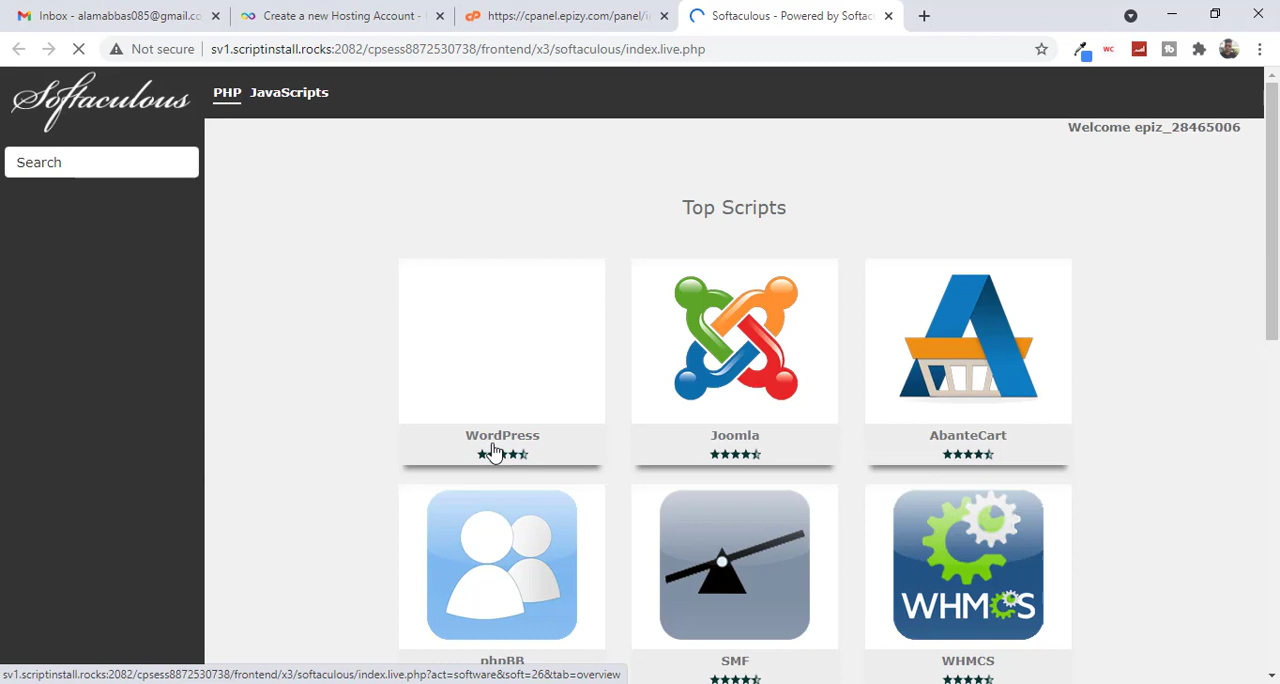 Inbox - alamabbas085@gmail.co
Create a new Hosting Account -
https://cpanel.epizy.com/panel/i
Softaculous - Powered by Softac
Not secure
sv1.scriptinstall.rocks:2082/cpsess8872530738/frontend/x3/softaculous/index.live.php
WC
Softaculous
PHP
JavaScripts
Welcome epiz_28465006
Search
Top Scripts
WordPress
Joomla
AbanteCart
WHMCS
phpBB
SMF
WHMCS
sv1.scriptinstall.rocks:2082/cpsess8872530738/frontend/x3/softaculous/index.live.php?act=software&soft=26&tab=overview